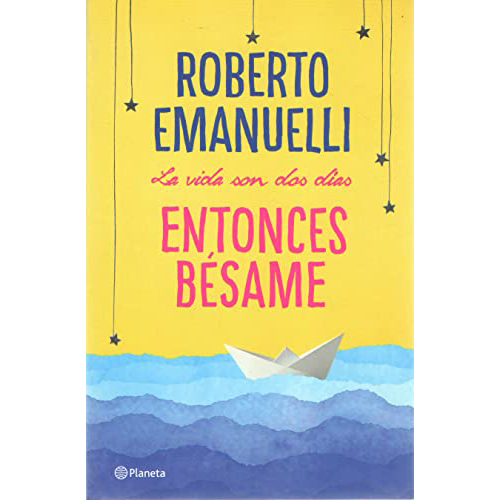 ROBERTO
EMANUELLI
La vida son dos días
ENTONCES
BÉSAME
Planeta